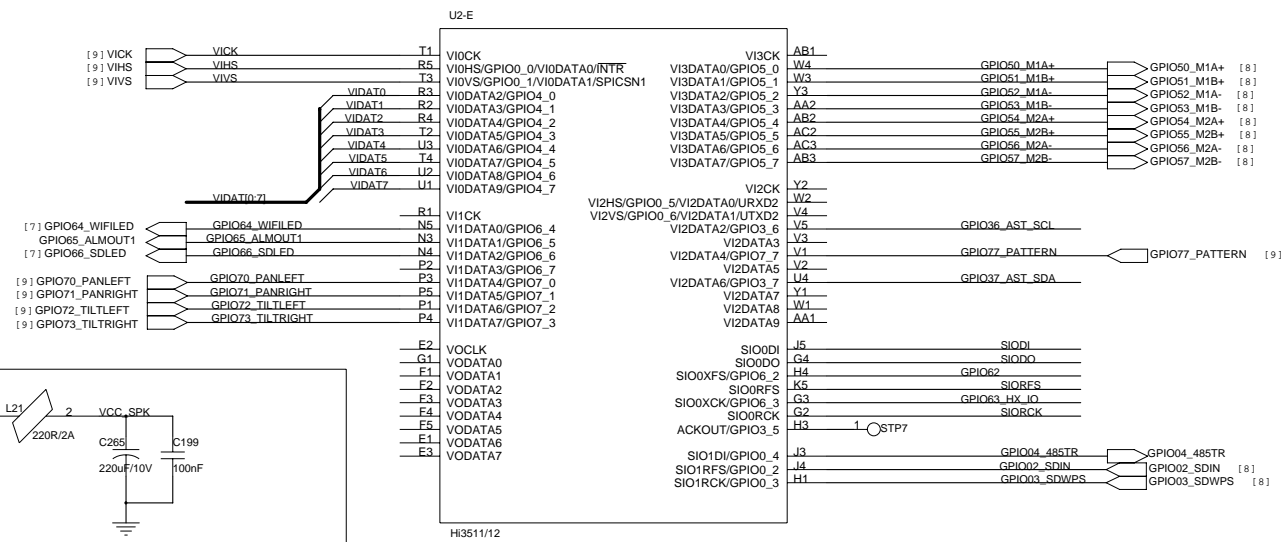 U2-E
[9] VICK VICK T1 VI0CK
[9] VIHS VIHS R5 VI0HS/GPIO0_0/VI0DATA0/INTR
[9] VIVS VIVS T3 VI0VS/GPIO0_1/VI0DATA1/SPICSN1
VIDAT0 R3 VI0DATA2/GPIO4_0
VIDAT1 R2 VI0DATA3/GPIO4_1
VIDAT2 R4 VI0DATA4/GPIO4_2
VIDAT3 T2 VI0DATA5/GPIO4_3
VIDAT4 U3 VI0DATA6/GPIO4_4
VIDAT5 T4 VI0DATA7/GPIO4_5
VIDAT6 U2 VI0DATA8/GPIO4_6
VIDAT7 U1 VI0DATA9/GPIO4_7
VIDAT[0:7]
R1 VI1CK
[7] GPIO64_WIFILED GPIO64_WIFILED N5 VI1DATA0/GPIO6_4
GPIO65_ALMOUT1 GPIO65_ALMOUT1 N3 VI1DATA1/GPIO6_5
[7] GPIO66_SDLED GPIO66_SDLED N4 VI1DATA2/GPIO6_6
P2 VI1DATA3/GPIO6_7
[9] GPIO70_PANLEFT GPIO70_PANLEFT P3 VI1DATA4/GPIO7_0
[9] GPIO71_PANRIGHT GPIO71_PANRIGHT P5 VI1DATA5/GPIO7_1
[9] GPIO72_TILTLEFT GPIO72_TILTLEFT P1 VI1DATA6/GPIO7_2
[9] GPIO73_TILTRIGHT GPIO73_TILTRIGHT P4 VI1DATA7/GPIO7_3
E2 VOCLK
G1 VODATA0
F1 VODATA1
F2 VODATA2
F3 VODATA3
F4 VODATA4
F5 VODATA5
E1 VODATA6
E3 VODATA7
VI3CK AB1
VI3DATA0/GPIO5_0 W4 GPIO50_M1A+ GPIO50_M1A+ [8]
VI3DATA1/GPIO5_1 W3 GPIO51_M1B+ GPIO51_M1B+ [8]
VI3DATA2/GPIO5_2 Y3 GPIO52_M1A- GPIO52_M1A- [8]
VI3DATA3/GPIO5_3 AA2 GPIO53_M1B- GPIO53_M1B- [8]
VI3DATA4/GPIO5_4 AB2 GPIO54_M2A+ GPIO54_M2A+ [8]
VI3DATA5/GPIO5_5 AC2 GPIO55_M2B+ GPIO55_M2B+ [8]
VI3DATA6/GPIO5_6 AC3 GPIO56_M2A- GPIO56_M2A- [8]
VI3DATA7/GPIO5_7 AB3 GPIO57_M2B- GPIO57_M2B- [8]
VI2CK Y2
VI2HS/GPIO0_5/VI2DATA0/URXD2 W2
VI2VS/GPIO0_6/VI2DATA1/UTXD2 V4
VI2DATA2/GPIO3_6 V5 GPIO36_AST_SCL
VI2DATA3 V3
VI2DATA4/GPIO7_7 V1 GPIO77_PATTERN GPIO77_PATTERN [9]
VI2DATA5 V2
VI2DATA6/GPIO3_7 U4 GPIO37_AST_SDA
VI2DATA7 Y1
VI2DATA8 W1
VI2DATA9 AA1
SIO0DI J5 SIODI
SIO0DO G4 SIODO
SIO0XFS/GPIO6_2 H4 GPIO62
SIO0RFS K5 SIORFS
SIO0XCK/GPIO6_3 G3 GPIO63_HX_IO
SIO0RCK G2 SIORCK
ACKOUT/GPIO3_5 H3 1 STP7
SIO1DI/GPIO0_4 J3 GPIO04_485TR GPIO04_485TR
SIO1RFS/GPIO0_2 J4 GPIO02_SDIN GPIO02_SDIN [8]
SIO1RCK/GPIO0_3 H1 GPIO03_SDWPS GPIO03_SDWPS [8]
Hi3511/12
L21 2 VCC_SPK
220R/2A
C265 C199
220uF/10V 100nF